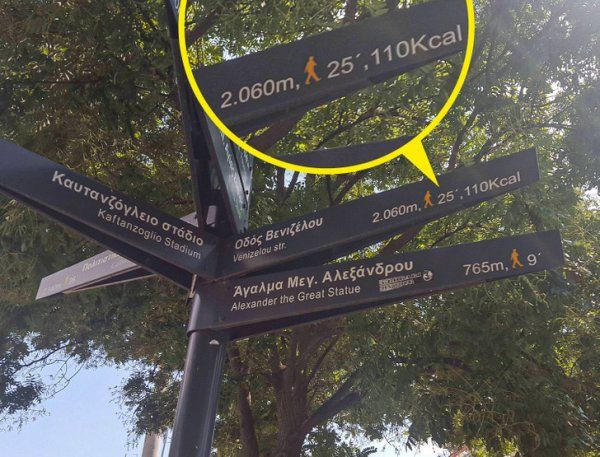 2.060m, 25΄,110Kcal
Καυτανζόγλειο στάδιο
Kaftanzoglio Stadium
Οδός Βενιζέλου
Venizelou str.
2.060m, 25΄,110Kcal
Άγαλμα Μεγ. Αλεξάνδρου
Alexander the Great Statue
765m, 9΄